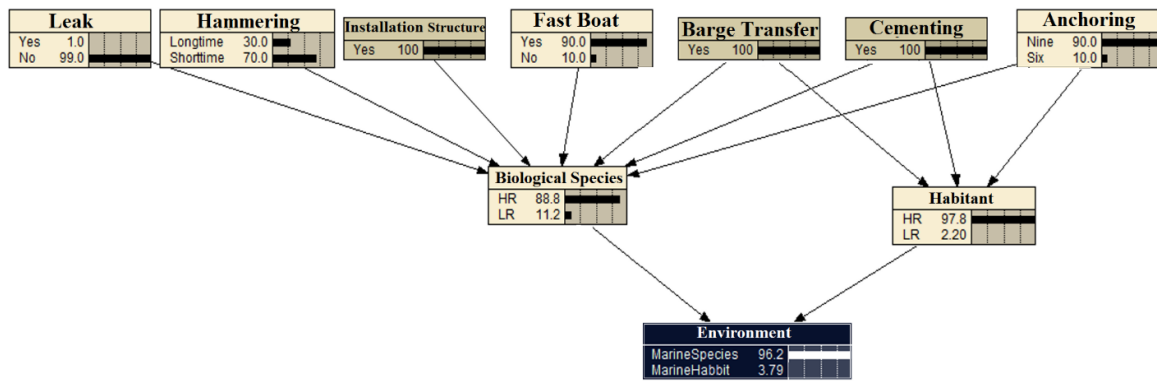 Leak
Yes 1.0
No 99.0
Hammering
Longtime 30.0
Shorttime 70.0
Installation Structure
Yes 100
Fast Boat
Yes 90.0
No 10.0
Barge Transfer
Yes 100
Cementing
Yes 100
Anchoring
Nine 90.0
Six 10.0
Biological Species
HR 88.8
LR 11.2
Habitant
HR 97.8
LR 2.20
Environment
MarineSpecies 96.2
MarineHabbit 3.79